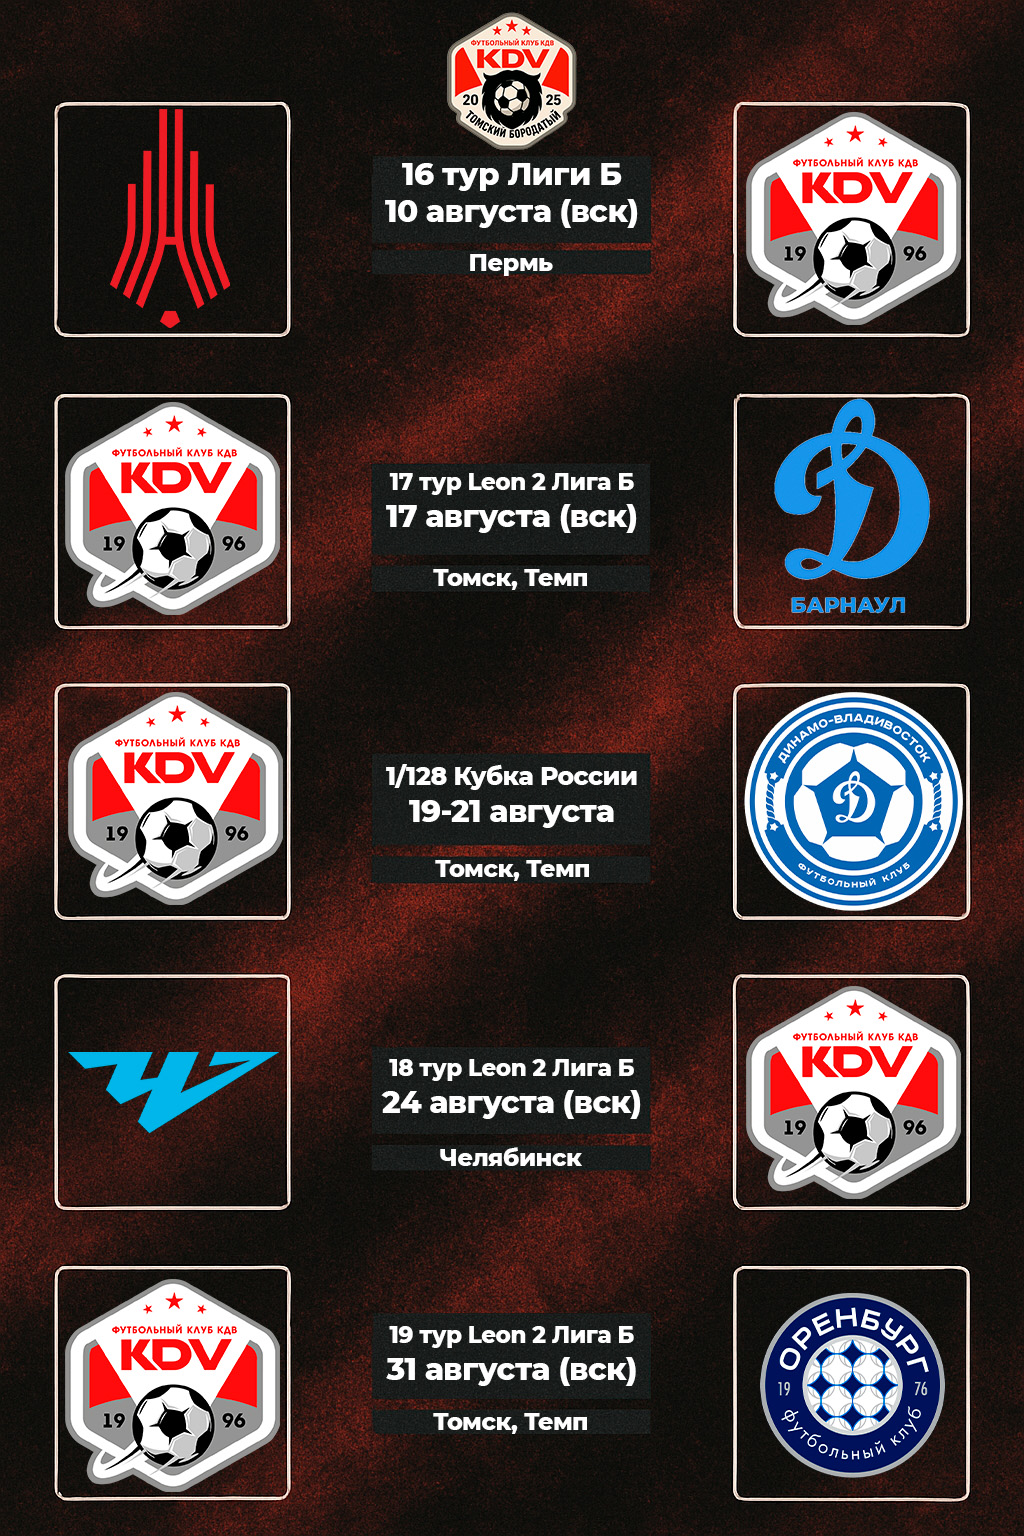 ФУТБОЛЬНЫЙ КЛУБ КДВ
KDV
20 25
ТОМСКИЙ БОРОДАТЫЙ
16 тур Лиги Б
10 августа (вск)
Пермь
ФУТБОЛЬНЫЙ КЛУБ КДВ
KDV
19 96
ФУТБОЛЬНЫЙ КЛУБ КДВ
KDV
19 96
17 тур Leon 2 Лига Б
17 августа (вск)
Томск, Темп
Д
БАРНАУЛ
ФУТБОЛЬНЫЙ КЛУБ КДВ
KDV
19 96
1/128 Кубка России
19-21 августа
Томск, Темп
ДИНАМО-ВЛАДИВОСТОК
Д
ФУТБОЛЬНЫЙ КЛУБ
18 тур Leon 2 Лига Б
24 августа (вск)
Челябинск
ФУТБОЛЬНЫЙ КЛУБ КДВ
KDV
19 96
ФУТБОЛЬНЫЙ КЛУБ КДВ
KDV
19 96
19 тур Leon 2 Лига Б
31 августа (вск)
Томск, Темп
ОРЕНБУРГ
19 76
футбольный клуб